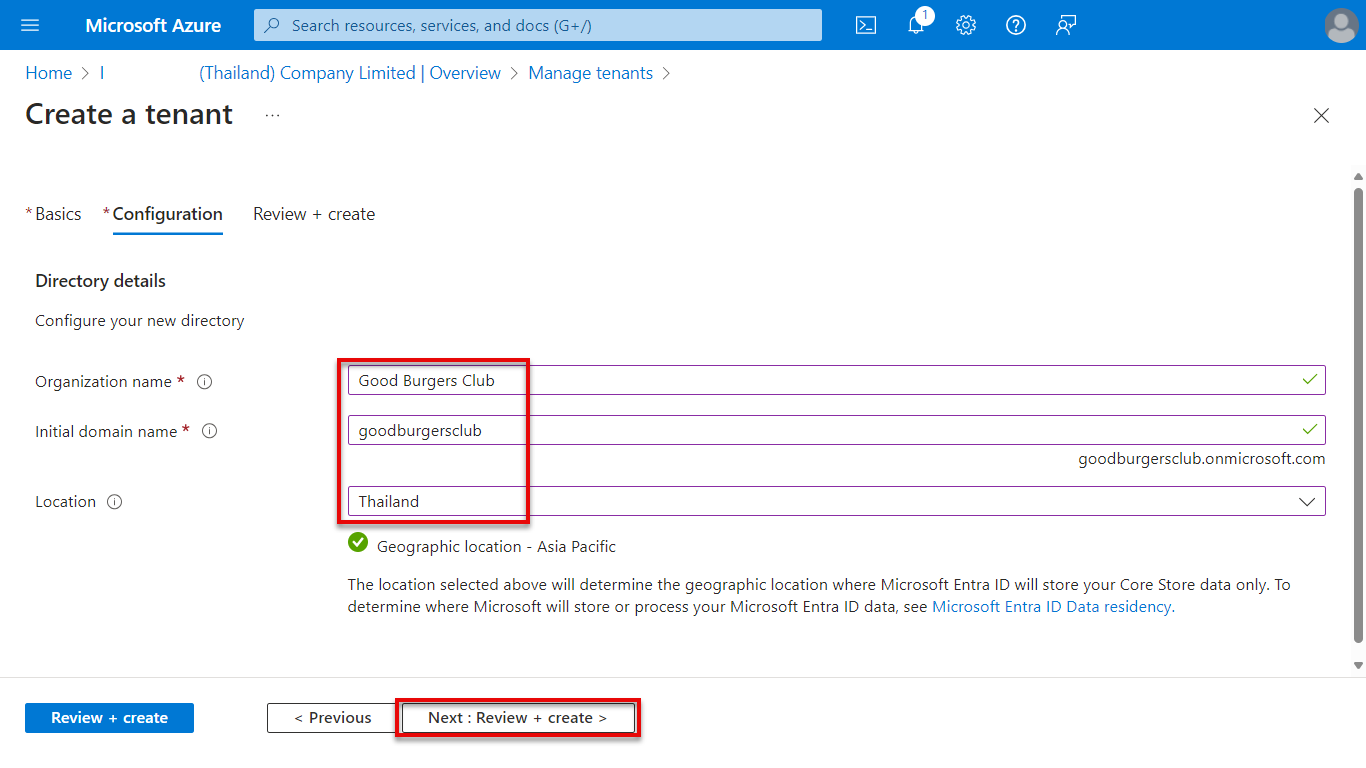 Microsoft Azure
Search resources, services, and docs (G+/)
1
Home > I (Thailand) Company Limited | Overview > Manage tenants >
Create a tenant ...
* Basics * Configuration Review + create
Directory details
Configure your new directory
Organization name *
Good Burgers Club
Initial domain name *
goodburgersclub
goodburgersclub.onmicrosoft.com
Location
Thailand
Geographic location - Asia Pacific
The location selected above will determine the geographic location where Microsoft Entra ID will store your Core Store data only. To
determine where Microsoft will store or process your Microsoft Entra ID data, see Microsoft Entra ID Data residency.
Review + create
< Previous
Next : Review + create >